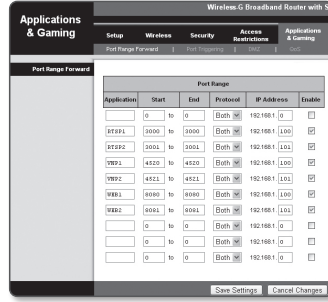 Wireless-G Broadband Router with S
Applications & Gaming
Setup Wireless Security Access Restrictions Applications & Gaming
Port Range Forward | Port Triggering | DMZ | QoS
Port Range Forward
Port Range
Application Start End Protocol IP Address Enable
0 to 0 Both 192.168.1. 0
RTSP1 3000 to 3000 Both 192.168.1. 100
RTSP2 3001 to 3001 Both 192.168.1. 101
VNP1 4520 to 4520 Both 192.168.1. 100
VNP2 4521 to 4521 Both 192.168.1. 101
WEB1 8080 to 8080 Both 192.168.1. 100
WEB2 8081 to 8081 Both 192.168.1. 101
0 to 0 Both 192.168.1. 0
0 to 0 Both 192.168.1. 0
0 to 0 Both 192.168.1. 0
Save Settings Cancel Changes